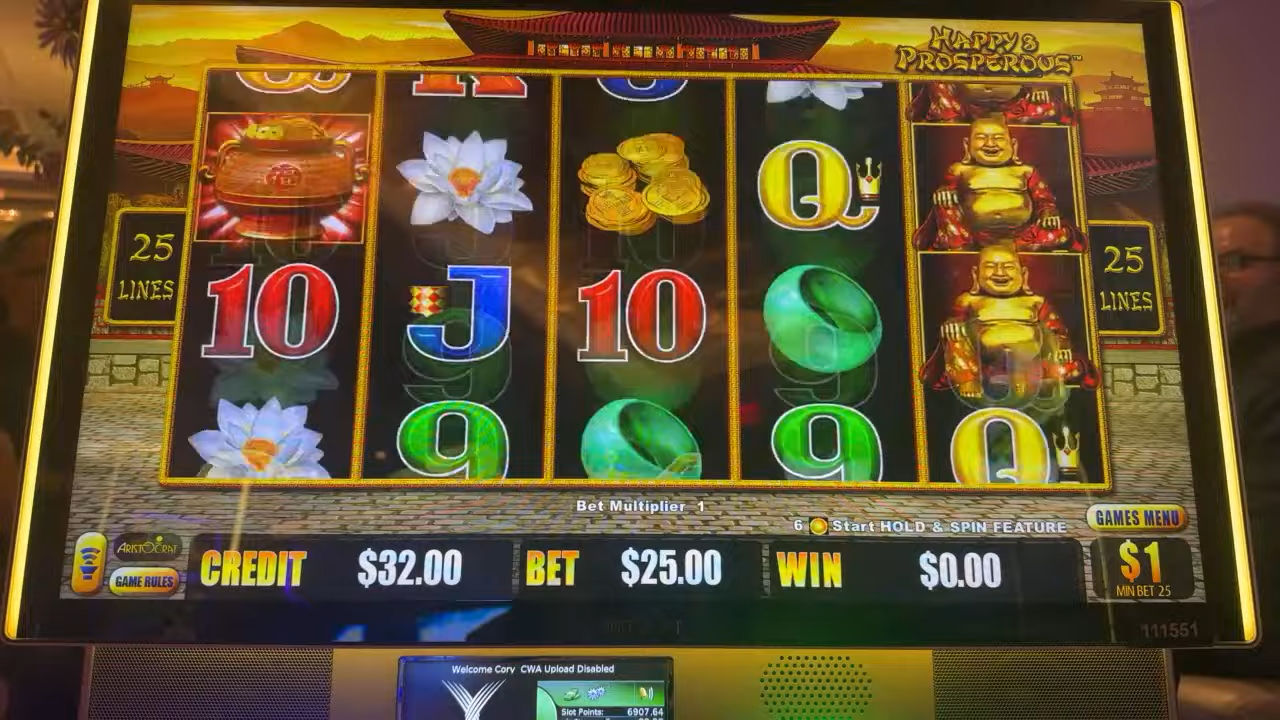 HAPPY &
PROSPEROUS™
K
Q
10
J
10
9
9
Q
25
LINES
25
LINES
Bet Multiplier 1
6 Start HOLD & SPIN FEATURE
GAMES MENU
ARISTOCRAT
GAME RULES
CREDIT $32.00 BET $25.00 WIN $0.00
$1
MIN BET 25
111551
Welcome Cory CWA Upload Disabled
Slot Points: 6907.64
福